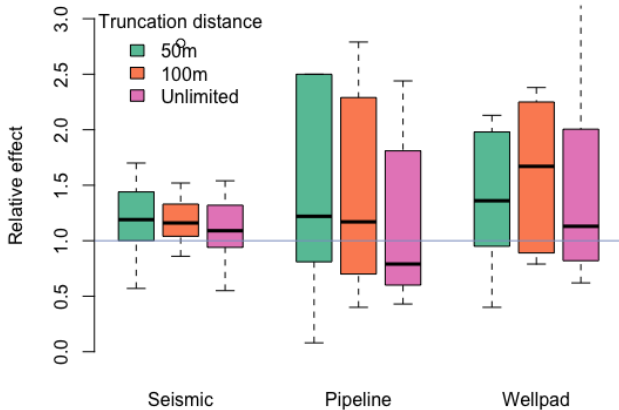 Truncation distance
50m
100m
Unlimited
Relative effect
3.0
2.5
2.0
1.5
1.0
0.5
0.0
Seismic
Pipeline
Wellpad